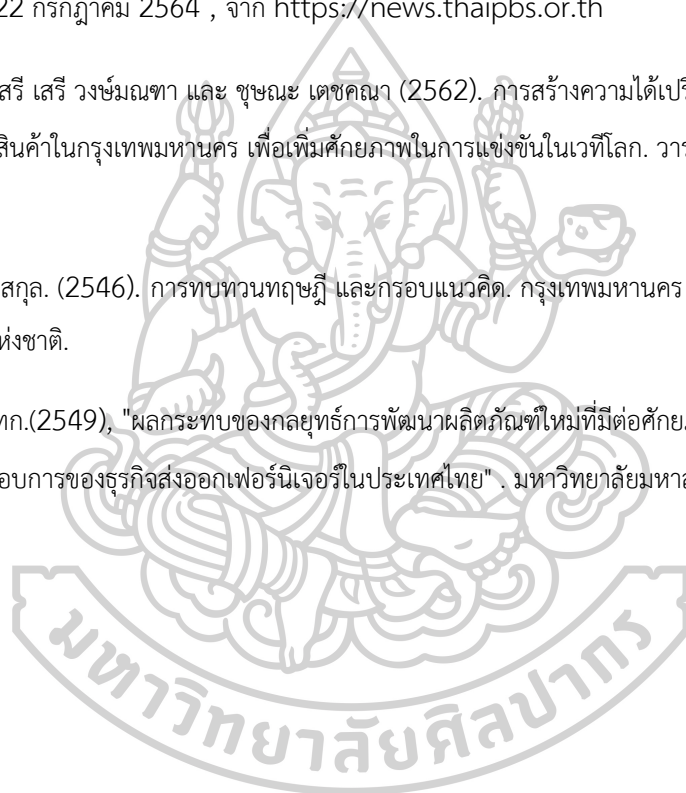 22 กรกฎาคม 2564 , จาก https://news.thaipbs.or.th
สรี เสรี วงษ์มณฑา และ ชุษณะ เตชคณา (2562). การสร้างความได้เปรี
สินค้าในกรุงเทพมหานคร เพื่อเพิ่มศักยภาพในการแข่งขันในเวทีโลก. วาร
สกุล. (2546). การทบทวนทฤษฎี และกรอบแนวคิด. กรุงเทพมหานคร
ห่งชาติ.
ทก.(2549), "ผลกระทบของกลยุทธ์การพัฒนาผลิตภัณฑ์ใหม่ที่มีต่อศักย
อบการของธุรกิจส่งออกเฟอร์นิเจอร์ในประเทศไทย" . มหาวิทยาลัยมหาส
มหาวิทยาลัยศิลปากร